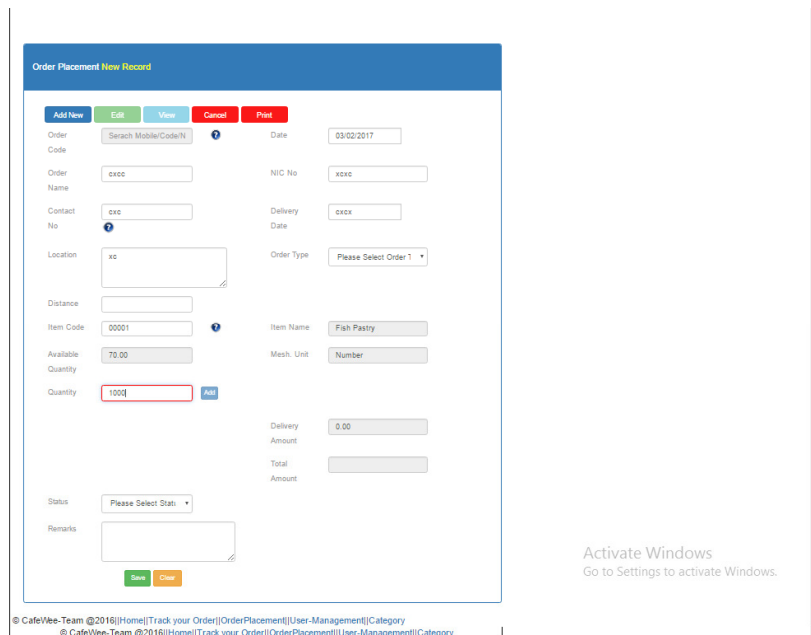 Order Placement New Record
Add New Edit View Cancel Print
Order Code Serach Mobile/Code/N Date 03/02/2017
Order Name cxcc NIC No xcxc
Contact No cxc Delivery Date cxcx
Location xc Order Type Please Select Order T
Distance
Item Code 00001 Item Name Fish Pastry
Available Quantity 70.00 Mesh. Unit Number
Quantity 1000 Add
Delivery Amount 0.00
Total Amount
Status Please Select Stat
Remarks
Save Clear
Activate Windows
Go to Settings to activate Windows.
© CafeWee-Team @2016||Home||Track your Order||OrderPlacement||User-Management||Category
© CafeWee-Team @2016||Home||Track your Order||OrderPlacement||User-Management||Category